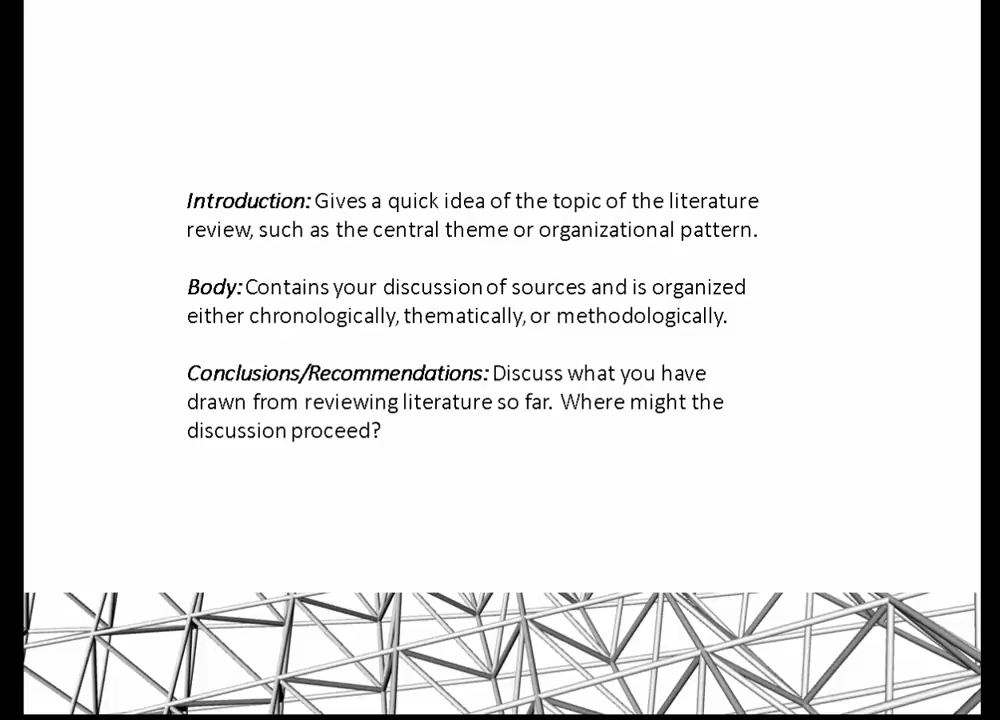 Introduction: Gives a quick idea of the topic of the literature
review, such as the central theme or organizational pattern.
Body: Contains your discussion of sources and is organized
either chronologically, thematically, or methodologically.
Conclusions/Recommendations: Discuss what you have
drawn from reviewing literature so far. Where might the
discussion proceed?